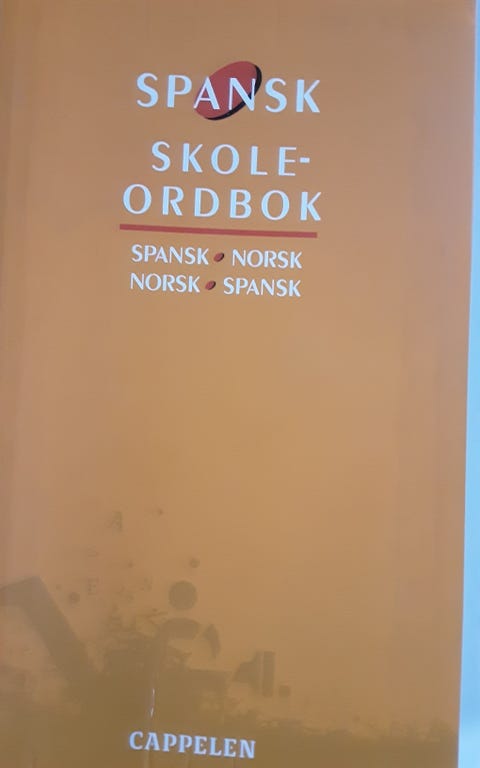 SPANSK
SKOLE-
ORDBOK
SPANSK • NORSK
NORSK • SPANSK
CAPPELEN